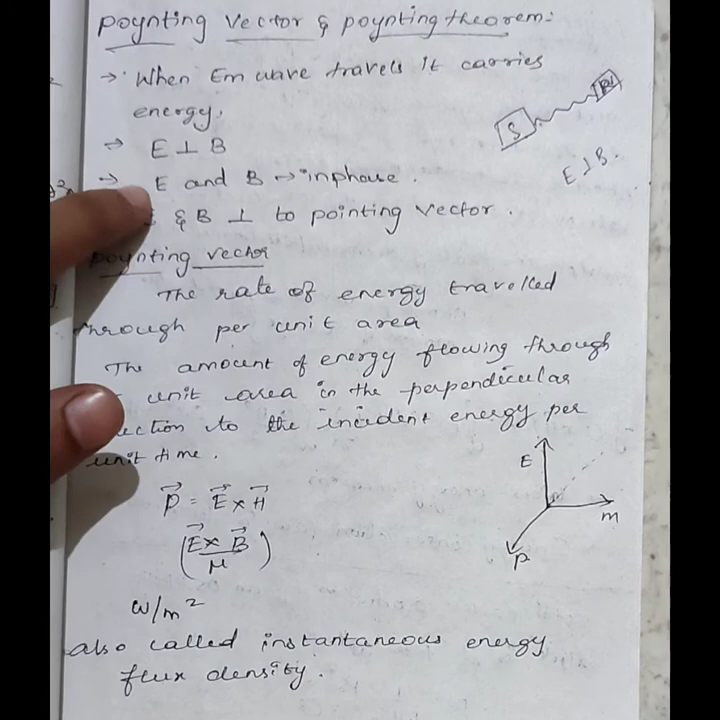 poynting vector & poynting theorem:
→ When Em wave travels it carries
energy.
S
→ E ⊥ B
E ⊥ B.
→ E and B → inphase.
& B ⊥ to pointing vector.
poynting vector
The rate of energy travelled
through per unit area
The amount of energy flowing through
unit area in the perpendicular
to the incident energy per
unit time.
E
m
P
P⃗ = E⃗ × H⃗
(E⃗ × B⃗ / μ)
w/m²
also called instantaneous energy
flux density.